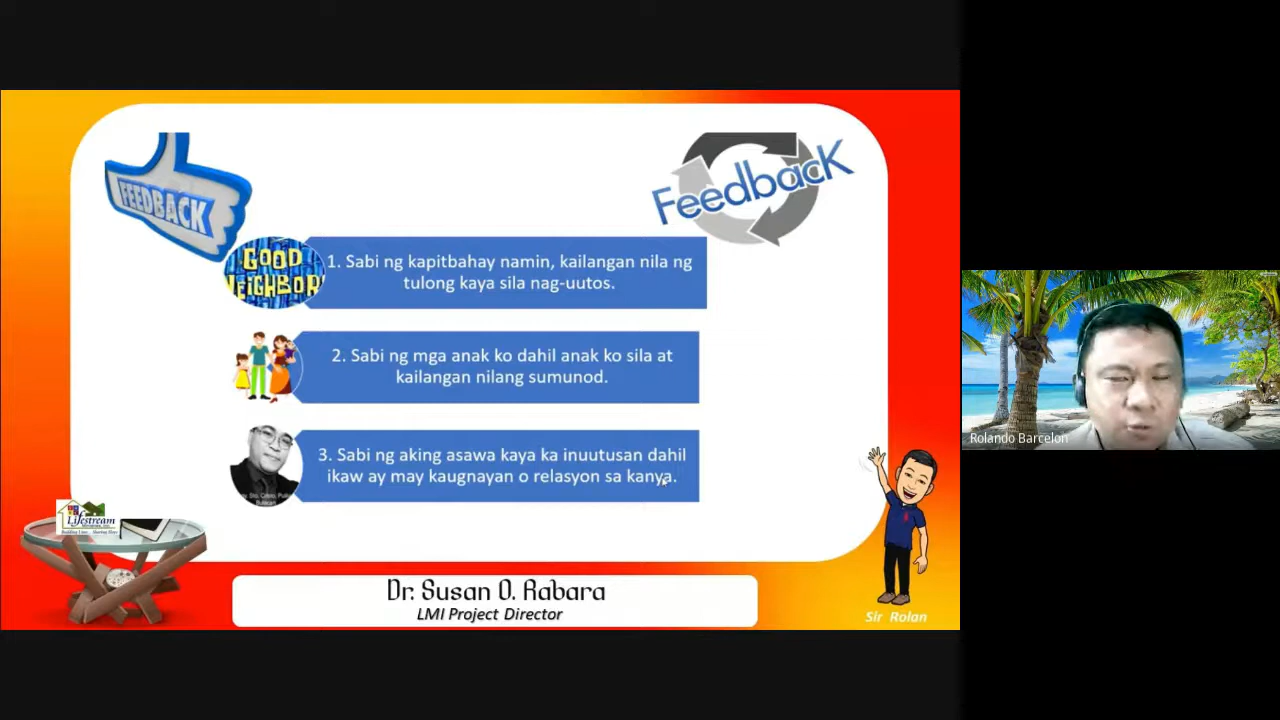 FEEDBACK
FeedbacK
GOOD
NEIGHBOR
1. Sabi ng kapitbahay namin, kailangan nila ng
tulong kaya sila nag-uutos.
2. Sabi ng mga anak ko dahil anak ko sila at
kailangan nilang sumunod.
3. Sabi ng aking asawa kaya ka inuutusan dahil
ikaw ay may kaugnayan o relasyon sa kanya.
Lifestream
Dr. Susan O. Rabara
LMI Project Director
Sir Rolan
Rolando Barcelon